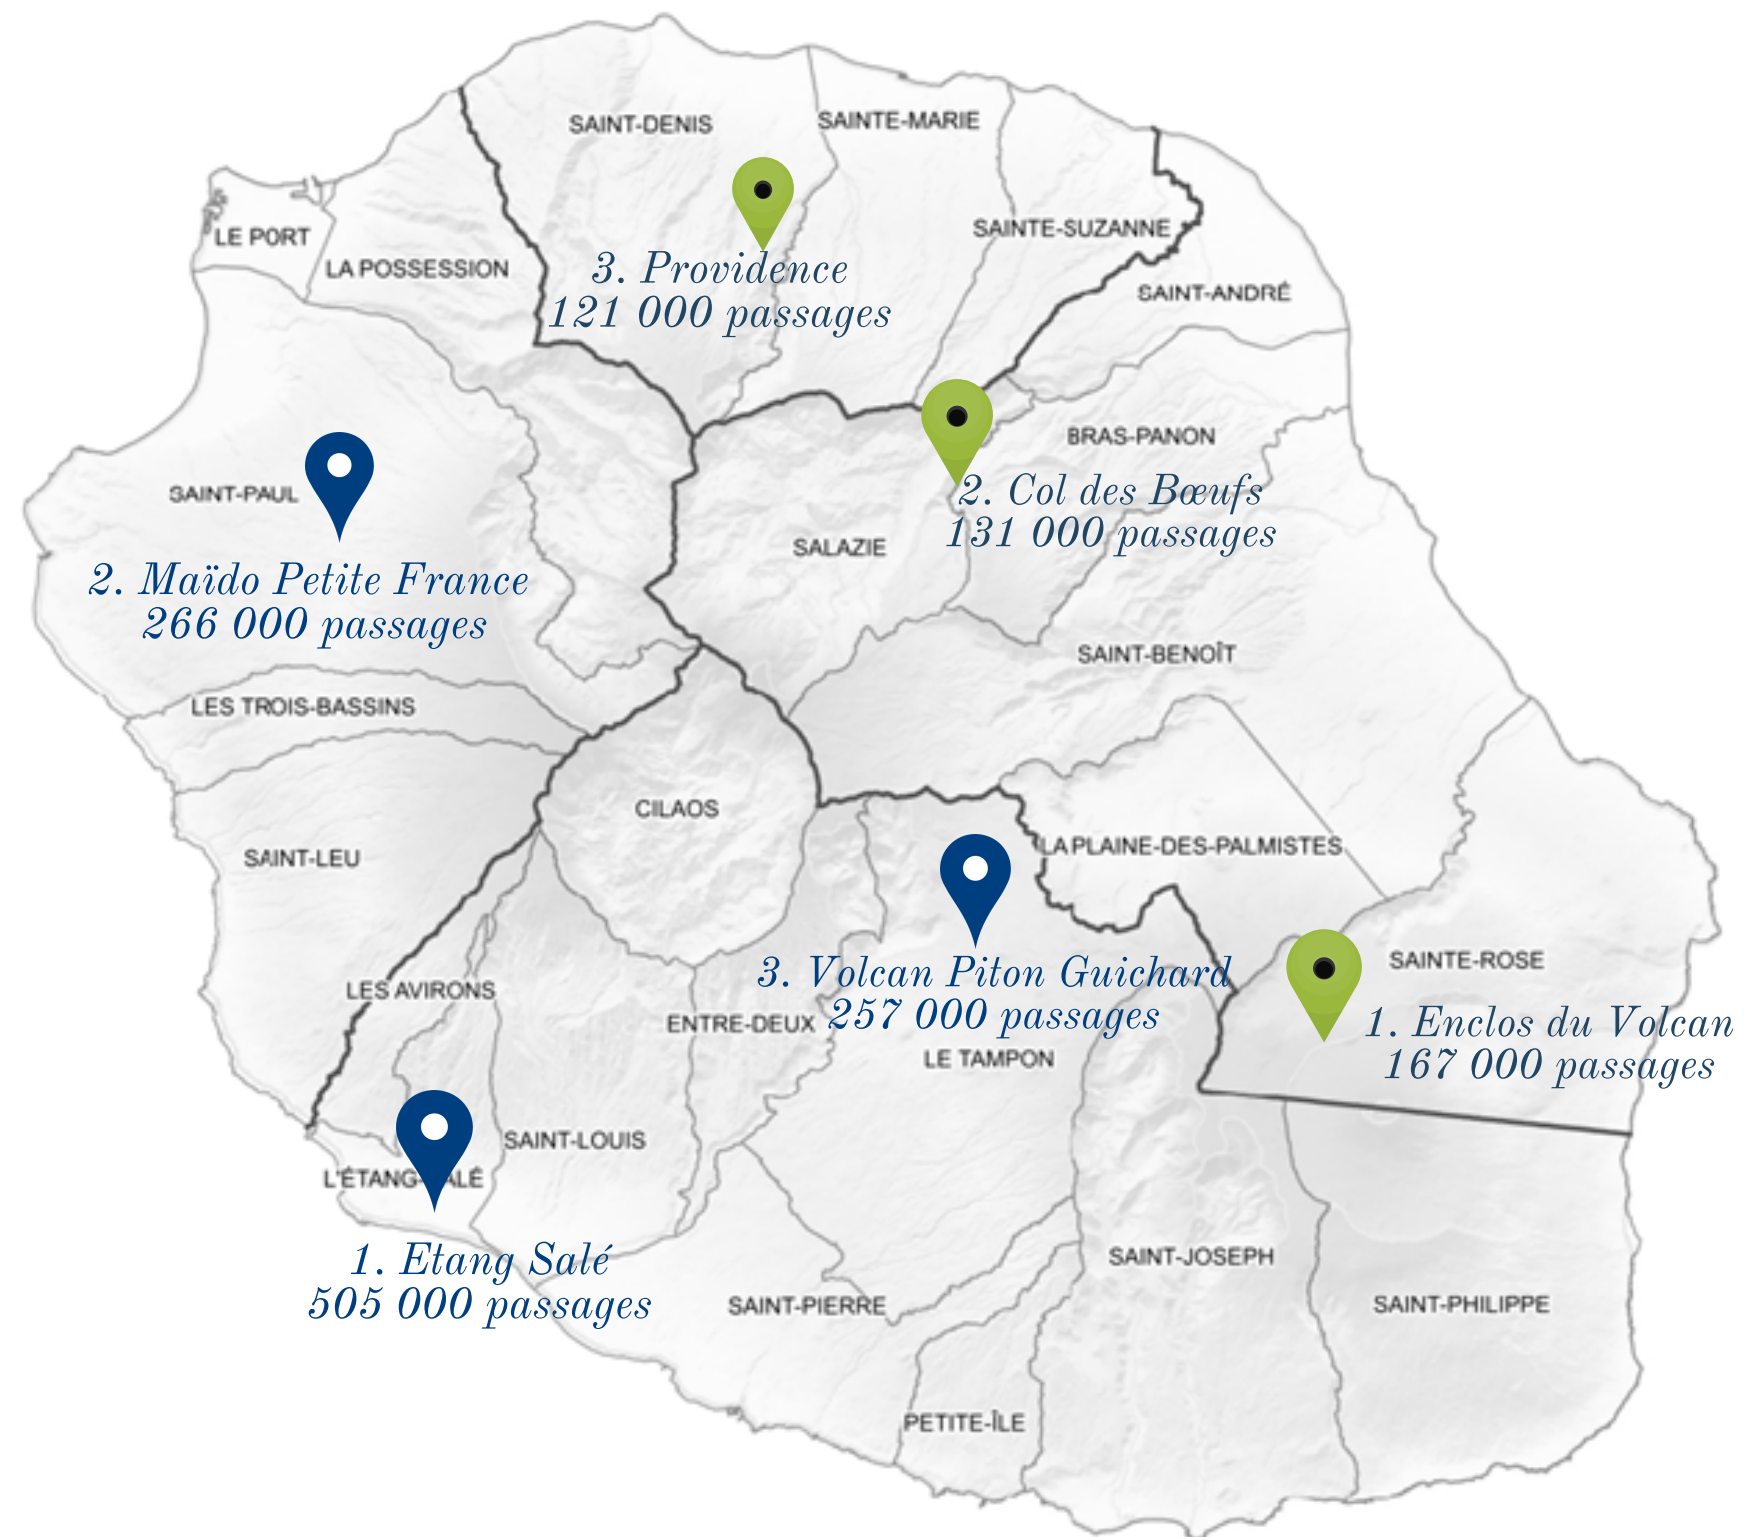 SAINT-DENIS
SAINTE-MARIE
SAINTE-SUZANNE
LE PORT
LA POSSESSION
3. Providence
121 000 passages
SAINT-ANDRÉ
BRAS-PANON
SAINT-PAUL
2. Col des Bœufs
131 000 passages
SALAZIE
2. Maïdo Petite France
266 000 passages
SAINT-BENOÎT
LES TROIS-BASSINS
CILAOS
SAINT-LEU
LA PLAINE-DES-PALMISTES
SAINTE-ROSE
3. Volcan Piton Guichard
257 000 passages
LES AVIRONS
ENTRE-DEUX
1. Enclos du Volcan
167 000 passages
LE TAMPON
SAINT-LOUIS
L'ÉTANG-SALÉ
1. Etang Salé
505 000 passages
SAINT-JOSEPH
SAINT-PIERRE
SAINT-PHILIPPE
PETITE-ÎLE